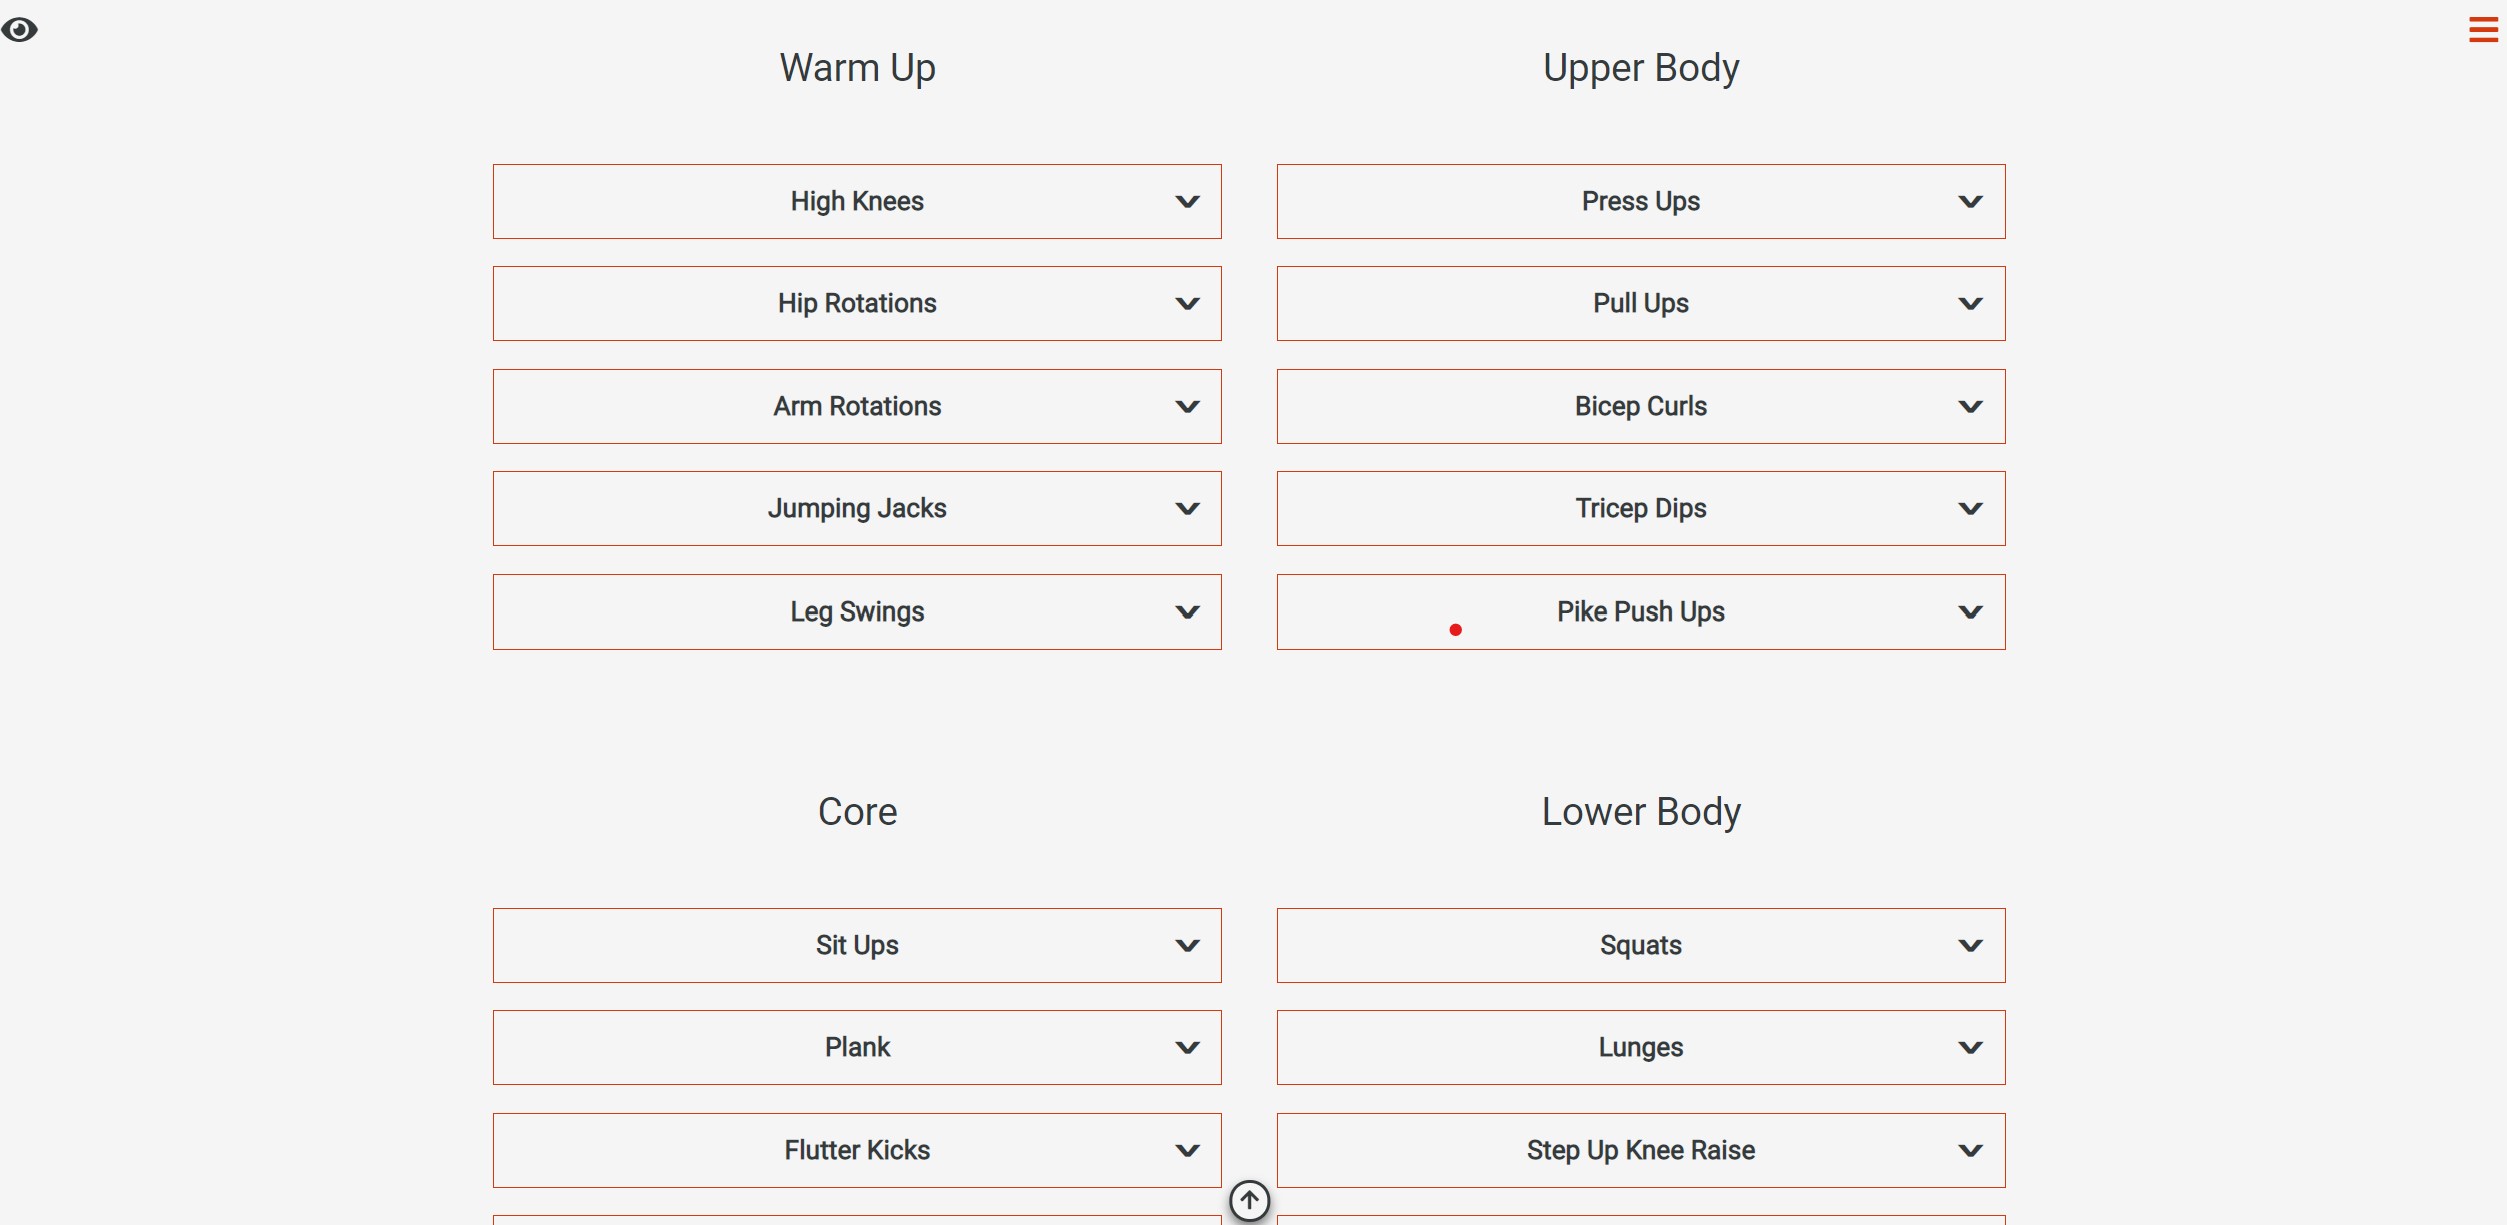 Warm Up
High Knees
Hip Rotations
Arm Rotations
Jumping Jacks
Leg Swings
Upper Body
Press Ups
Pull Ups
Bicep Curls
Tricep Dips
Pike Push Ups
Core
Sit Ups
Plank
Flutter Kicks
Lower Body
Squats
Lunges
Step Up Knee Raise